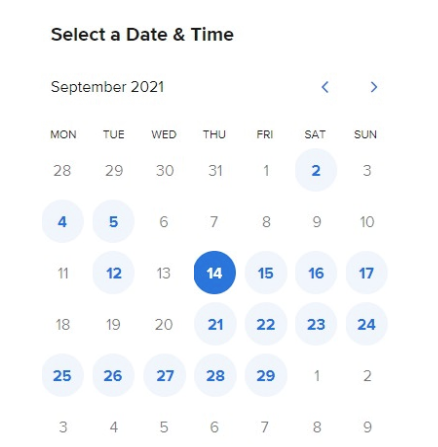 Select a Date & Time
September 2021
MON TUE WED THU FRI SAT SUN
28 29 30 31 1 2 3
4 5 6 7 8 9 10
11 12 13 14 15 16 17
18 19 20 21 22 23 24
25 26 27 28 29 1 2
3 4 5 6 7 8 9